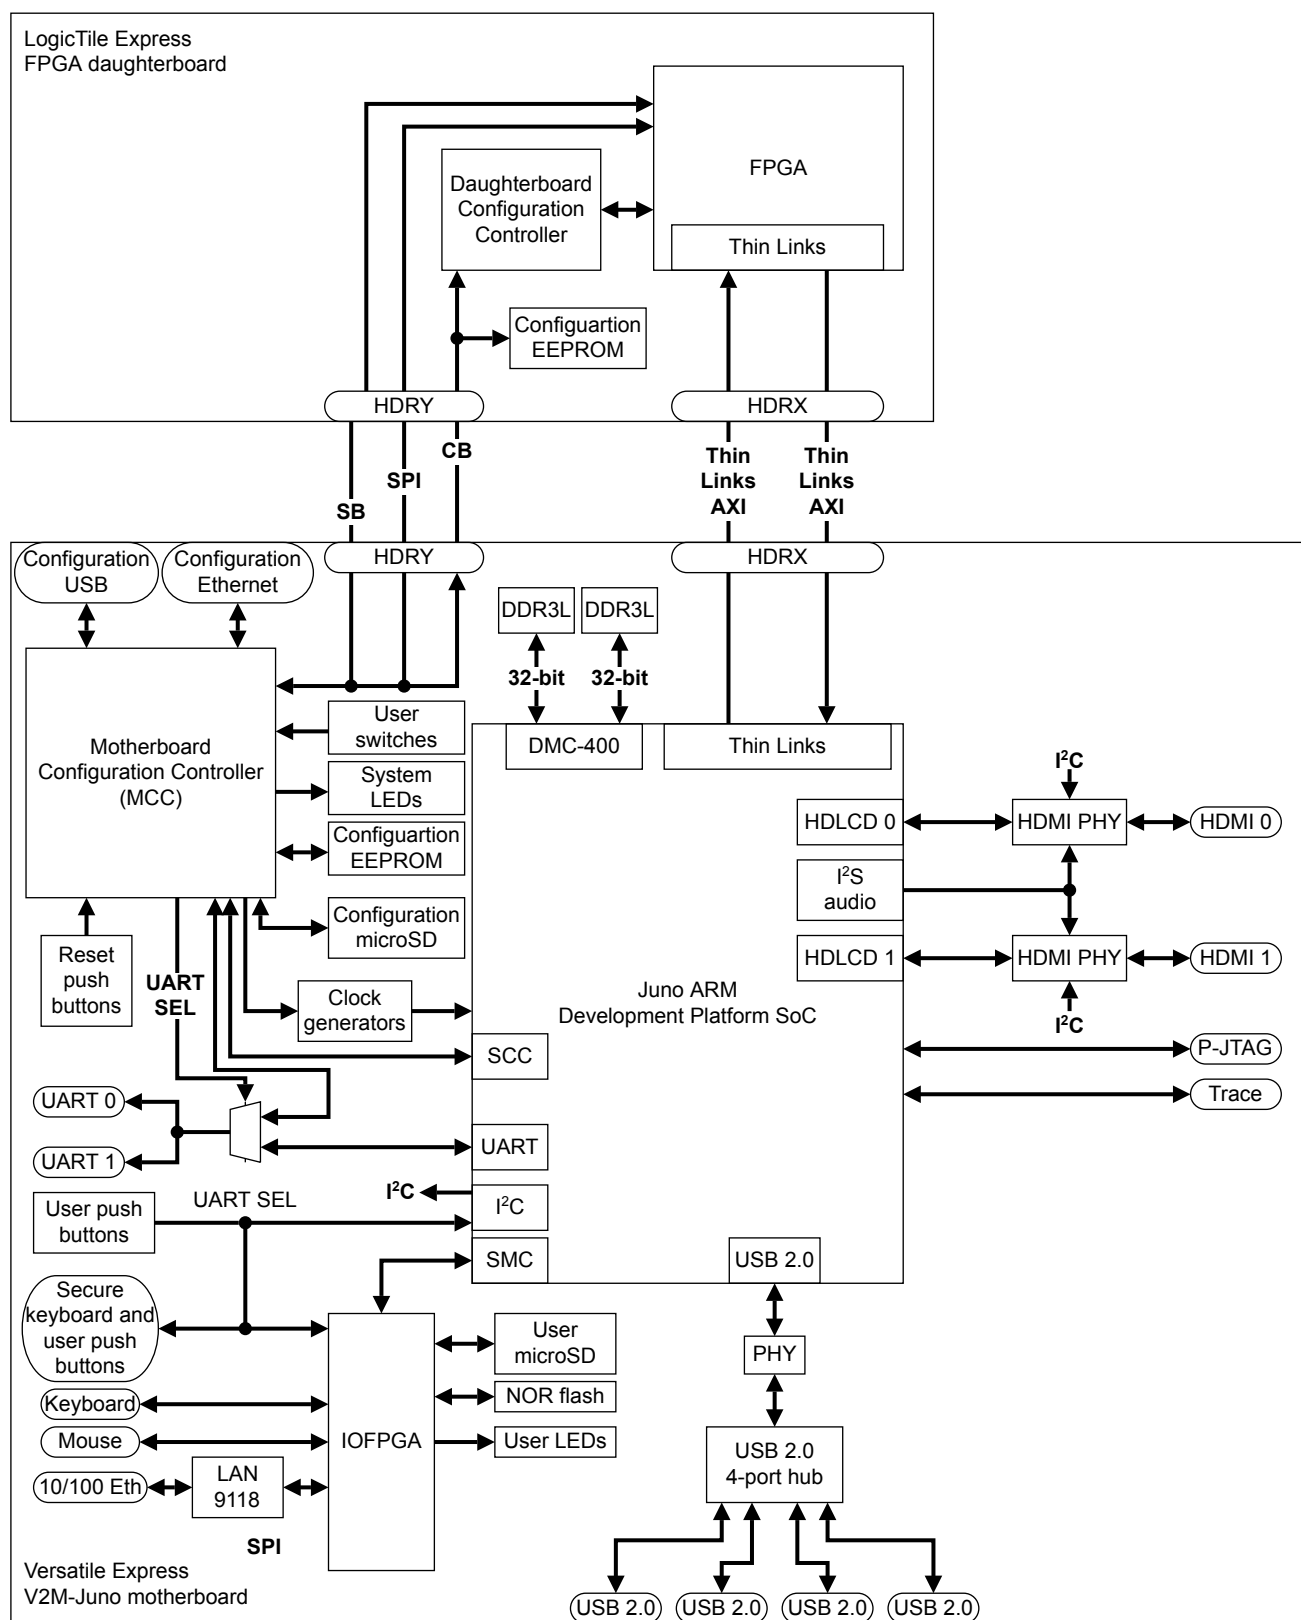 LogicTile Express
FPGA daughterboard
FPGA
Daughterboard
Configuration
Controller
Thin Links
Configuartion
EEPROM
HDRY
HDRX
CB
SPI
SB
Thin
Links
AXI
Thin
Links
AXI
HDRY
HDRX
Configuration
USB
Configuration
Ethernet
DDR3L
DDR3L
32-bit
32-bit
User
switches
DMC-400
Thin Links
Motherboard
Configuration Controller
(MCC)
System
LEDs
Configuartion
EEPROM
Configuration
microSD
I²C
HDLCD 0
HDMI PHY
HDMI 0
I²S
audio
HDLCD 1
HDMI PHY
HDMI 1
I²C
Reset
push
buttons
UART
SEL
Clock
generators
Juno ARM
Development Platform SoC
SCC
P-JTAG
Trace
UART 0
UART 1
UART
I²C
I²C
UART SEL
User push
buttons
SMC
USB 2.0
Secure
keyboard and
user push
buttons
User
microSD
PHY
Keyboard
NOR flash
Mouse
IOFPGA
User LEDs
USB 2.0
4-port hub
10/100 Eth
LAN
9118
SPI
Versatile Express
V2M-Juno motherboard
USB 2.0
USB 2.0
USB 2.0
USB 2.0